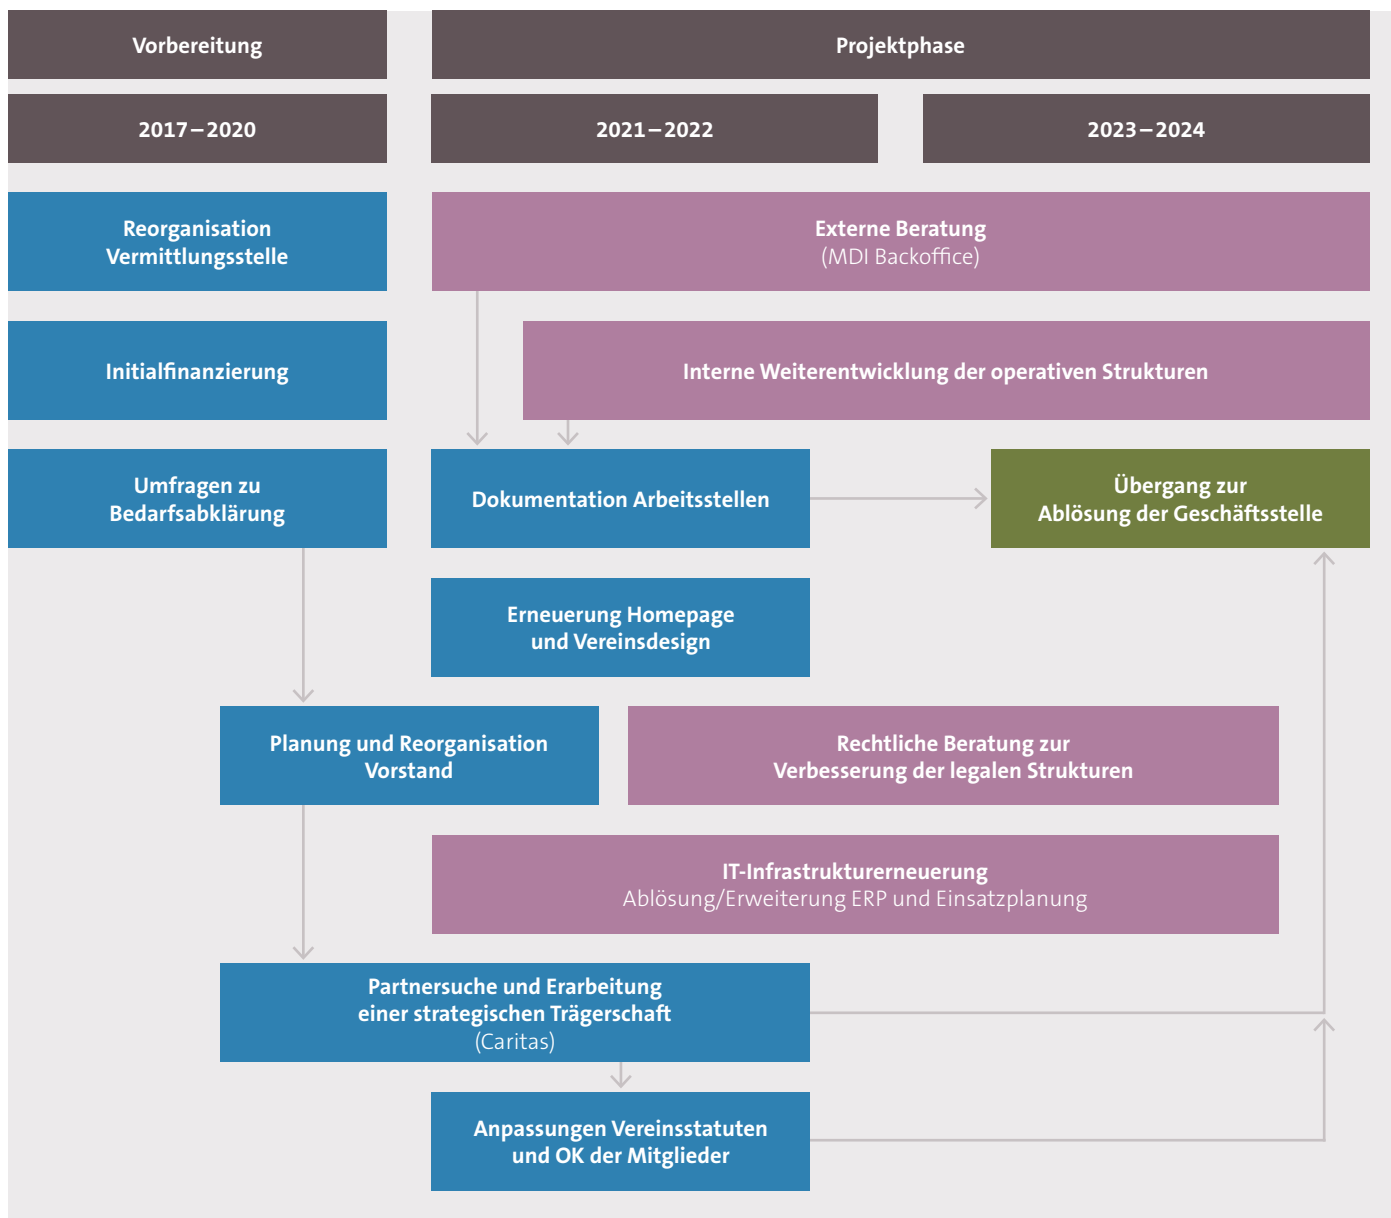 Vorbereitung
Projektphase
2017–2020
2021–2022
2023–2024
Reorganisation
Vermittlungsstelle
Externe Beratung
(MDI Backoffice)
Initialfinanzierung
Interne Weiterentwicklung der operativen Strukturen
Umfragen zu
Bedarfsabklärung
Dokumentation Arbeitsstellen
Übergang zur
Ablösung der Geschäftsstelle
Erneuerung Homepage
und Vereinsdesign
Planung und Reorganisation
Vorstand
Rechtliche Beratung zur
Verbesserung der legalen Strukturen
IT-Infrastrukturerneuerung
Ablösung/Erweiterung ERP und Einsatzplanung
Partnersuche und Erarbeitung
einer strategischen Trägerschaft
(Caritas)
Anpassungen Vereinsstatuten
und OK der Mitglieder